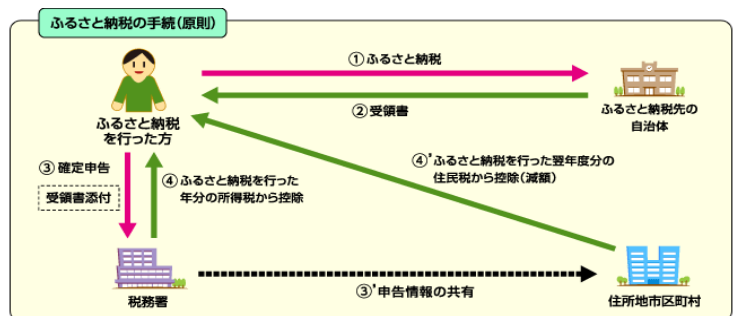 ふるさと納税の手続(原則)
①ふるさと納税
②受領書
ふるさと納税を行った方
ふるさと納税先の
自治体
③確定申告
受領書添付
④ふるさと納税を行った
年分の所得税から控除
④'ふるさと納税を行った翌年度分の
住民税から控除(減額)
税務署
③'申告情報の共有
住所地市区町村